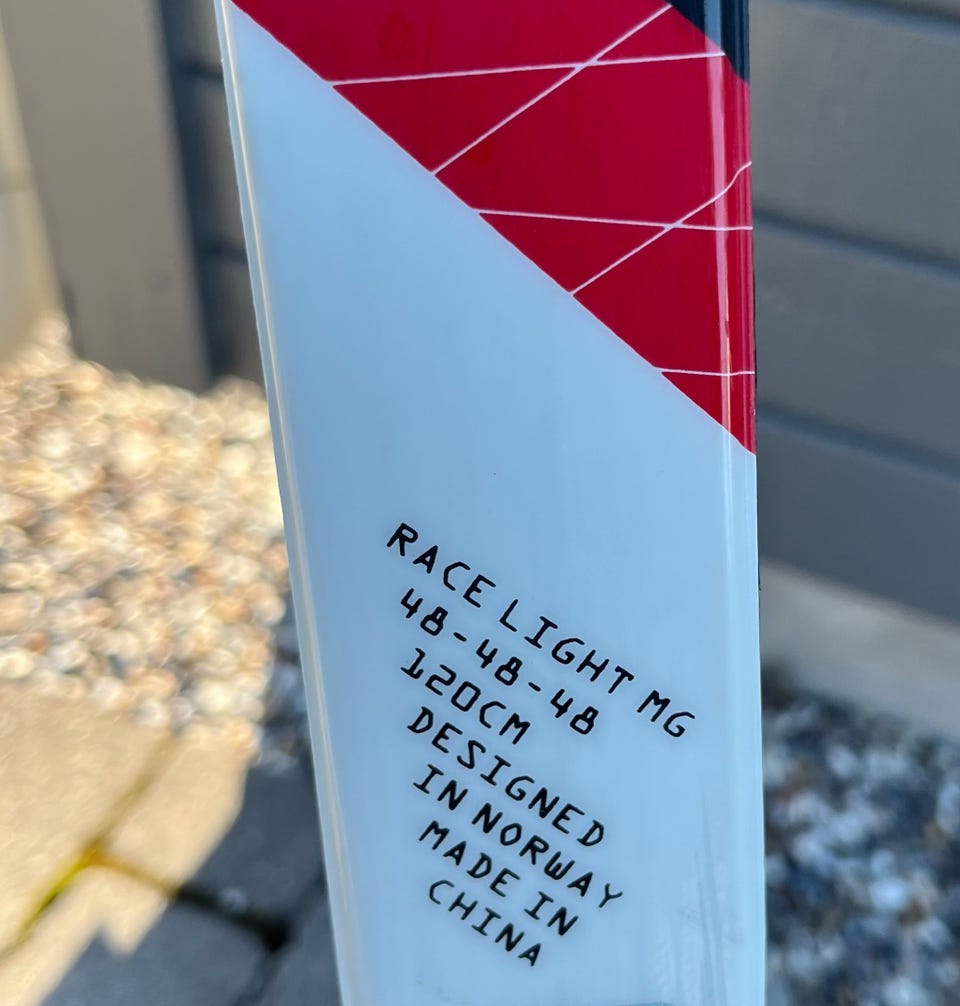 RACE LIGHT MG
48-48-48
120CM
DESIGNED
IN NORWAY
MADE IN
CHINA